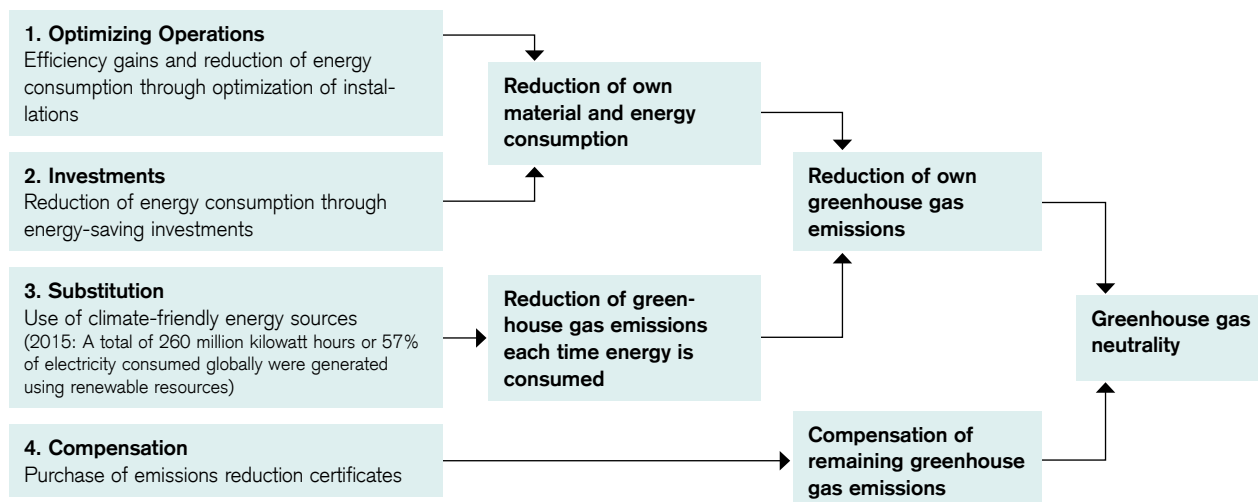 1. Optimizing Operations
Efficiency gains and reduction of energy
consumption through optimization of instal-
lations
2. Investments
Reduction of energy consumption through
energy-saving investments
3. Substitution
Use of climate-friendly energy sources
(2015: A total of 260 million kilowatt hours or 57%
of electricity consumed globally were generated
using renewable resources)
4. Compensation
Purchase of emissions reduction certificates
Reduction of own
material and energy
consumption
Reduction of green-
house gas emissions
each time energy is
consumed
Reduction of own
greenhouse gas
emissions
Compensation of
remaining greenhouse
gas emissions
Greenhouse gas
neutrality